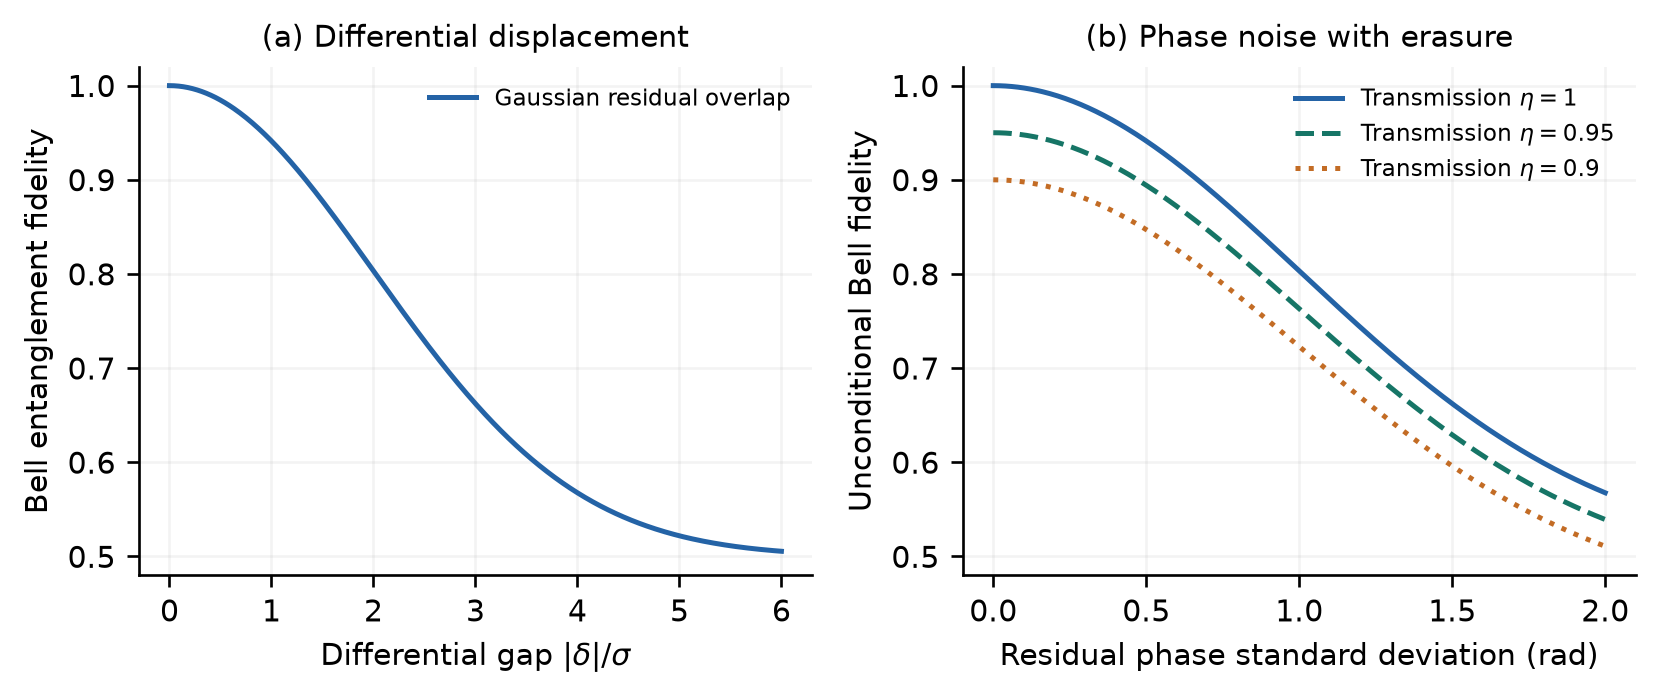 (a) Differential displacement
Bell entanglement fidelity
1.0
0.9
0.8
0.7
0.6
0.5
Gaussian residual overlap
0 1 2 3 4 5 6
Differential gap |δ|/σ
(b) Phase noise with erasure
Unconditional Bell fidelity
1.0
0.9
0.8
0.7
0.6
0.5
Transmission η = 1
Transmission η = 0.95
Transmission η = 0.9
0.0 0.5 1.0 1.5 2.0
Residual phase standard deviation (rad)